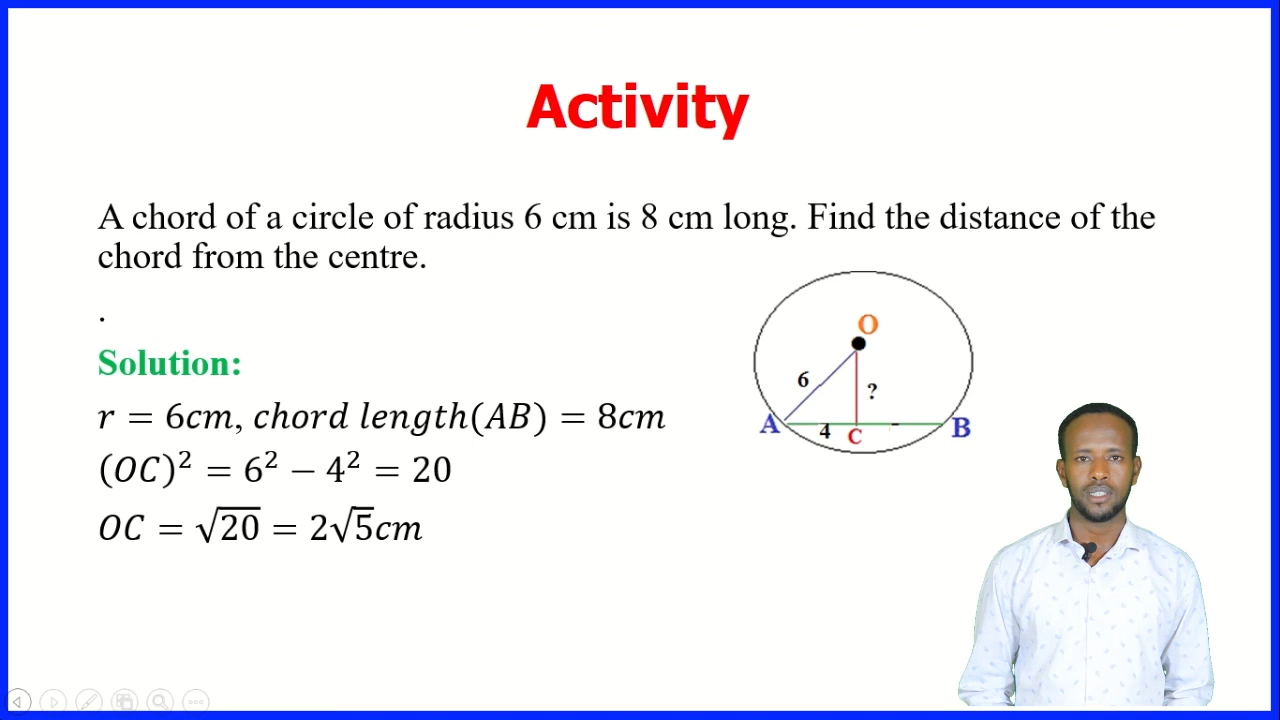 Activity
A chord of a circle of radius 6 cm is 8 cm long. Find the distance of the
chord from the centre.
.
Solution:
r = 6cm, chord length(AB) = 8cm
(OC)² = 6² − 4² = 20
OC = √20 = 2√5cm
O
6
?
A
4
C
B